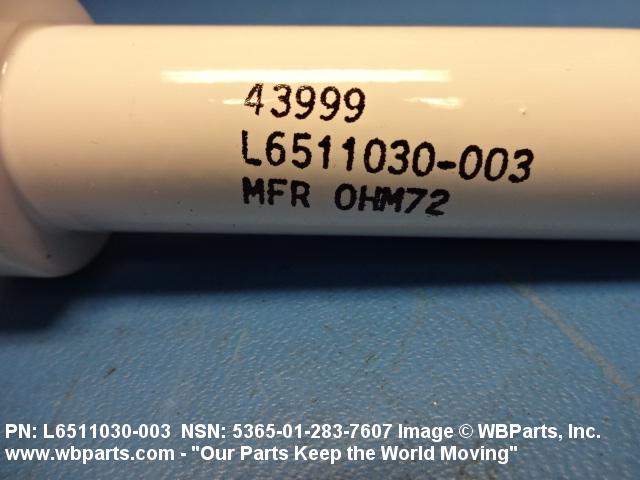 43999
L6511030-003
MFR OHM72
PN: L6511030-003 NSN: 5365-01-283-7607 Image © WBParts, Inc.
www.wbparts.com - "Our Parts Keep the World Moving"